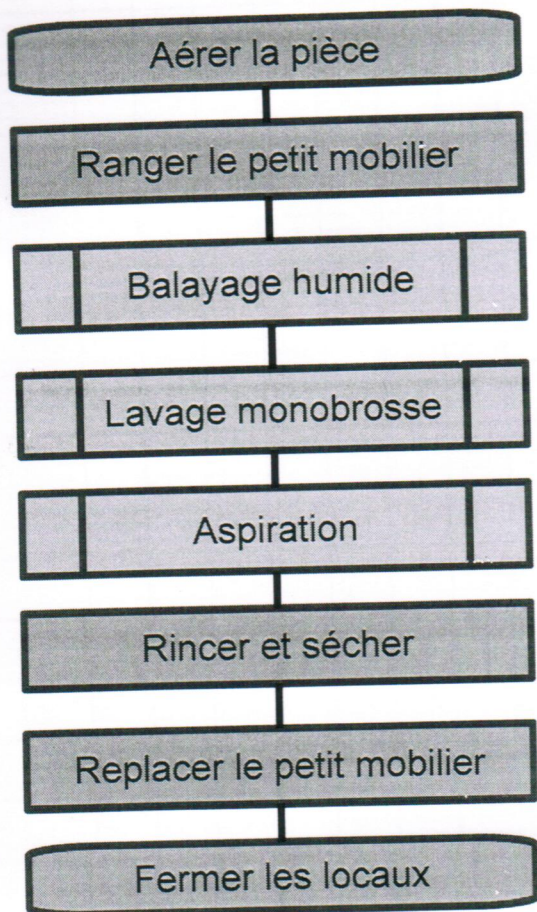 Aérer la pièce
Ranger le petit mobilier
Balayage humide
Lavage monobrosse
Aspiration
Rincer et sécher
Replacer le petit mobilier
Fermer les locaux